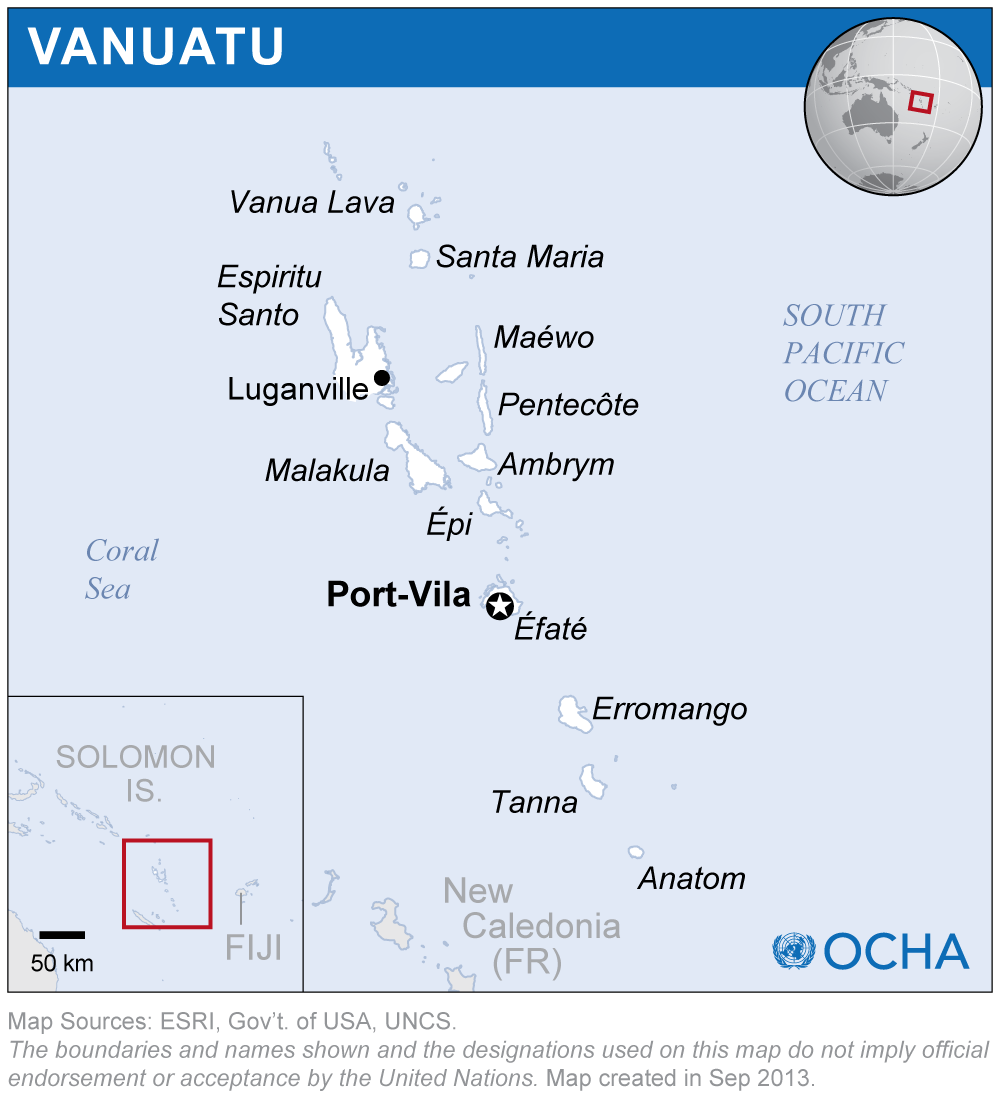 VANUATU
Vanua Lava
Santa Maria
Espiritu
Santo
Maéwo
SOUTH
PACIFIC
OCEAN
Luganville
Pentecôte
Malakula
Ambrym
Épi
Coral
Sea
Port-Vila
Éfaté
Erromango
SOLOMON
IS.
Tanna
Anatom
New
Caledonia
(FR)
FIJI
50 km
OCHA
Map Sources: ESRI, Gov't. of USA, UNCS.
The boundaries and names shown and the designations used on this map do not imply official
endorsement or acceptance by the United Nations. Map created in Sep 2013.